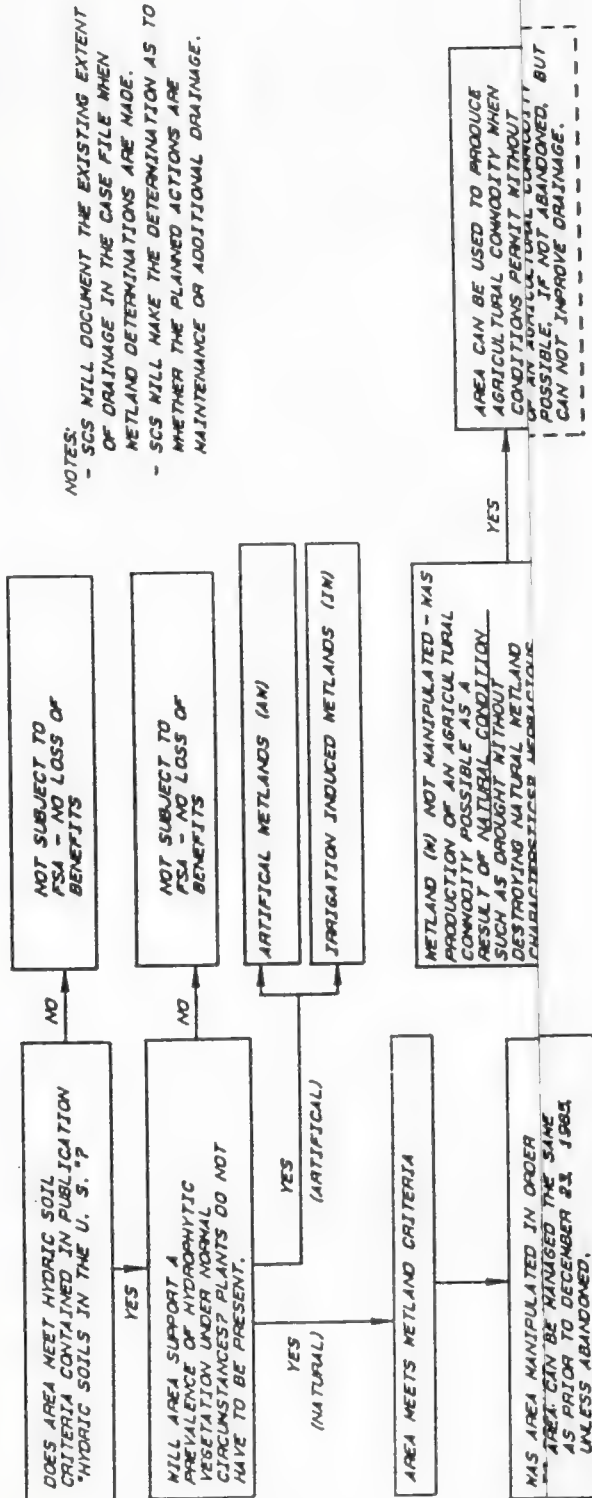 NOTES:
- SCS WILL DOCUMENT THE EXISTING EXTENT
OF DRAINAGE IN THE CASE FILE WHEN
WETLAND DETERMINATIONS ARE MADE.
- SCS WILL MAKE THE DETERMINATION AS TO
WHETHER THE PLANNED ACTIONS ARE
MAINTENANCE OR ADDITIONAL DRAINAGE.
DOES AREA MEET HYDRIC SOIL
CRITERIA CONTAINED IN PUBLICATION
"HYDRIC SOILS IN THE U. S."?
NO
NOT SUBJECT TO
FSA - NO LOSS OF
BENEFITS
YES
WILL AREA SUPPORT A
PREVALENCE OF HYDROPHYTIC
VEGETATION UNDER NORMAL
CIRCUMSTANCES? PLANTS DO NOT
HAVE TO BE PRESENT.
NO
NOT SUBJECT TO
FSA - NO LOSS OF
BENEFITS
YES
(ARTIFICAL)
ARTIFICAL WETLANDS (AW)
IRRIGATION INDUCED WETLANDS (IW)
YES
(NATURAL)
AREA MEETS WETLAND CRITERIA
WAS AREA MANIPULATED IN ORDER
AREA CAN BE MANAGED THE SAME
AS PRIOR TO DECEMBER 23, 1985,
UNLESS ABANDONED.
WETLAND (W) NOT MANIPULATED - WAS
PRODUCTION OF AN AGRICULTURAL
COMMODITY POSSIBLE AS A
RESULT OF NATURAL CONDITION
SUCH AS DROUGHT WITHOUT
DESTROYING NATURAL WETLAND
YES
AREA CAN BE USED TO PRODUCE
AGRICULTURAL COMMODITY WHEN
CONDITIONS PERMIT WITHOUT
OF AN AGRICULTURAL COMMODITY
POSSIBLE, IF NOT ABANDONED, BUT
CAN NOT IMPROVE DRAINAGE.